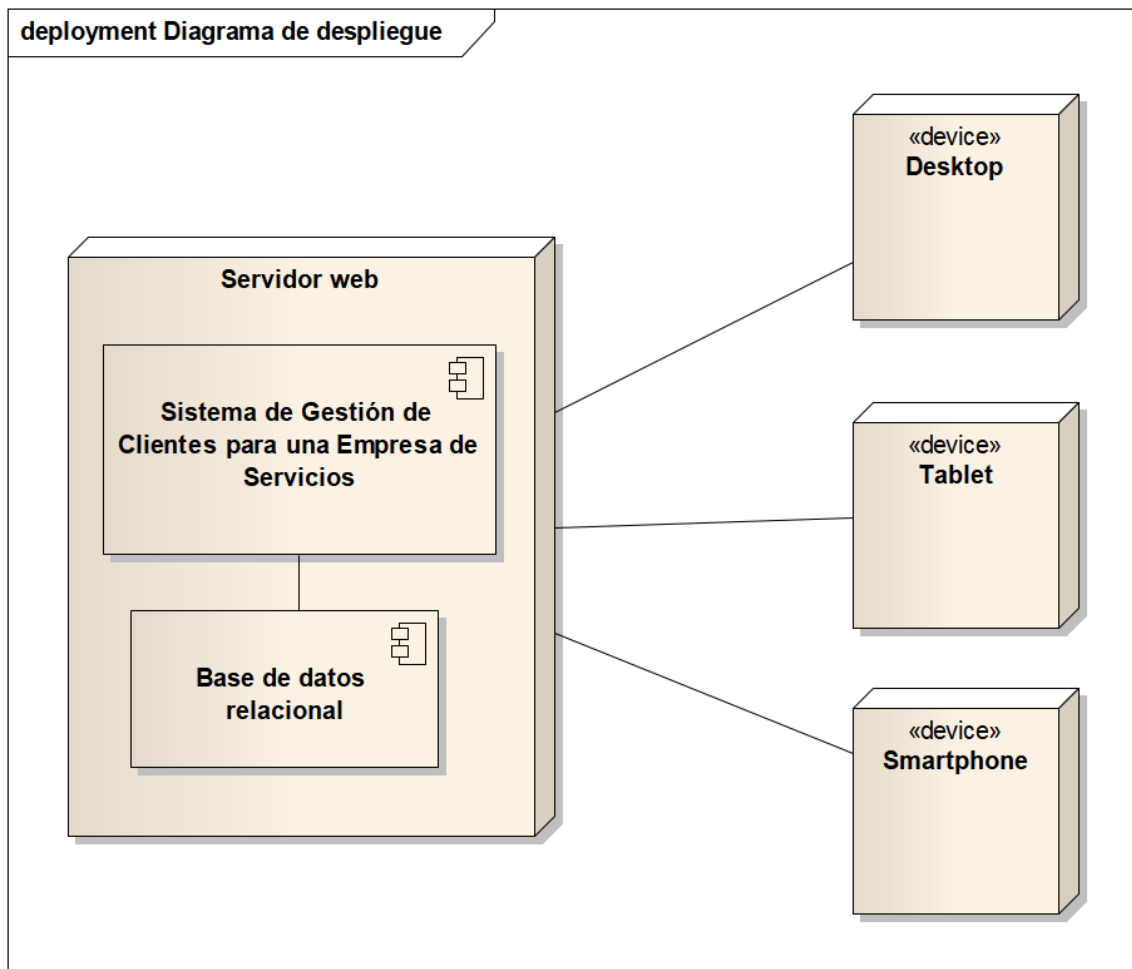 deployment Diagrama de despliegue
«device»
Desktop
Servidor web
Sistema de Gestión de
Clientes para una Empresa de
Servicios
«device»
Tablet
Base de datos
relacional
«device»
Smartphone